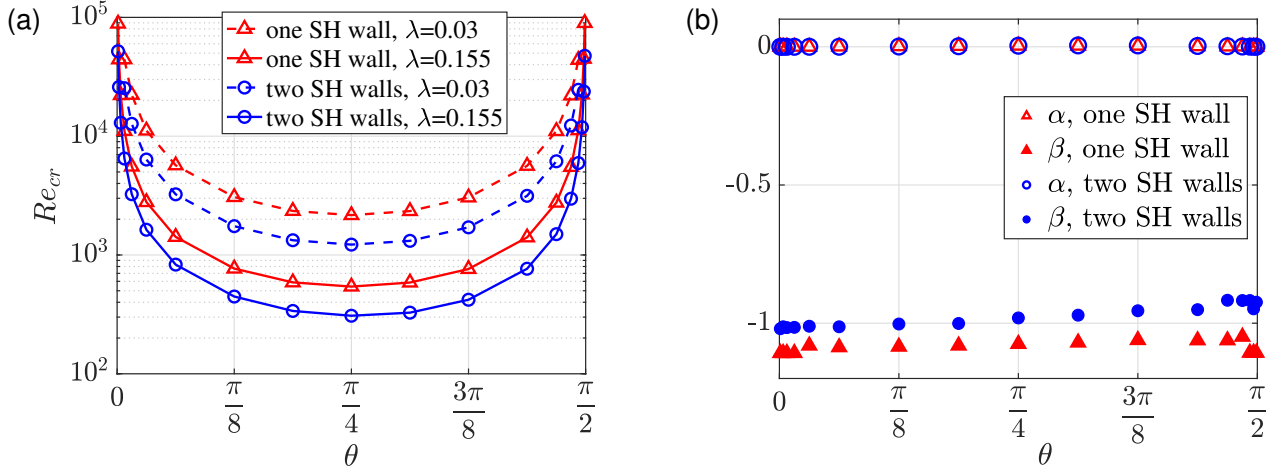 (a)
10^5
10^4
10^3
10^2
Re_cr
one SH wall, λ=0.03
one SH wall, λ=0.155
two SH walls, λ=0.03
two SH walls, λ=0.155
0
π/8
π/4
3π/8
π/2
θ
(b)
0
-0.5
-1
α, one SH wall
β, one SH wall
α, two SH walls
β, two SH walls
0
π/8
π/4
3π/8
π/2
θ